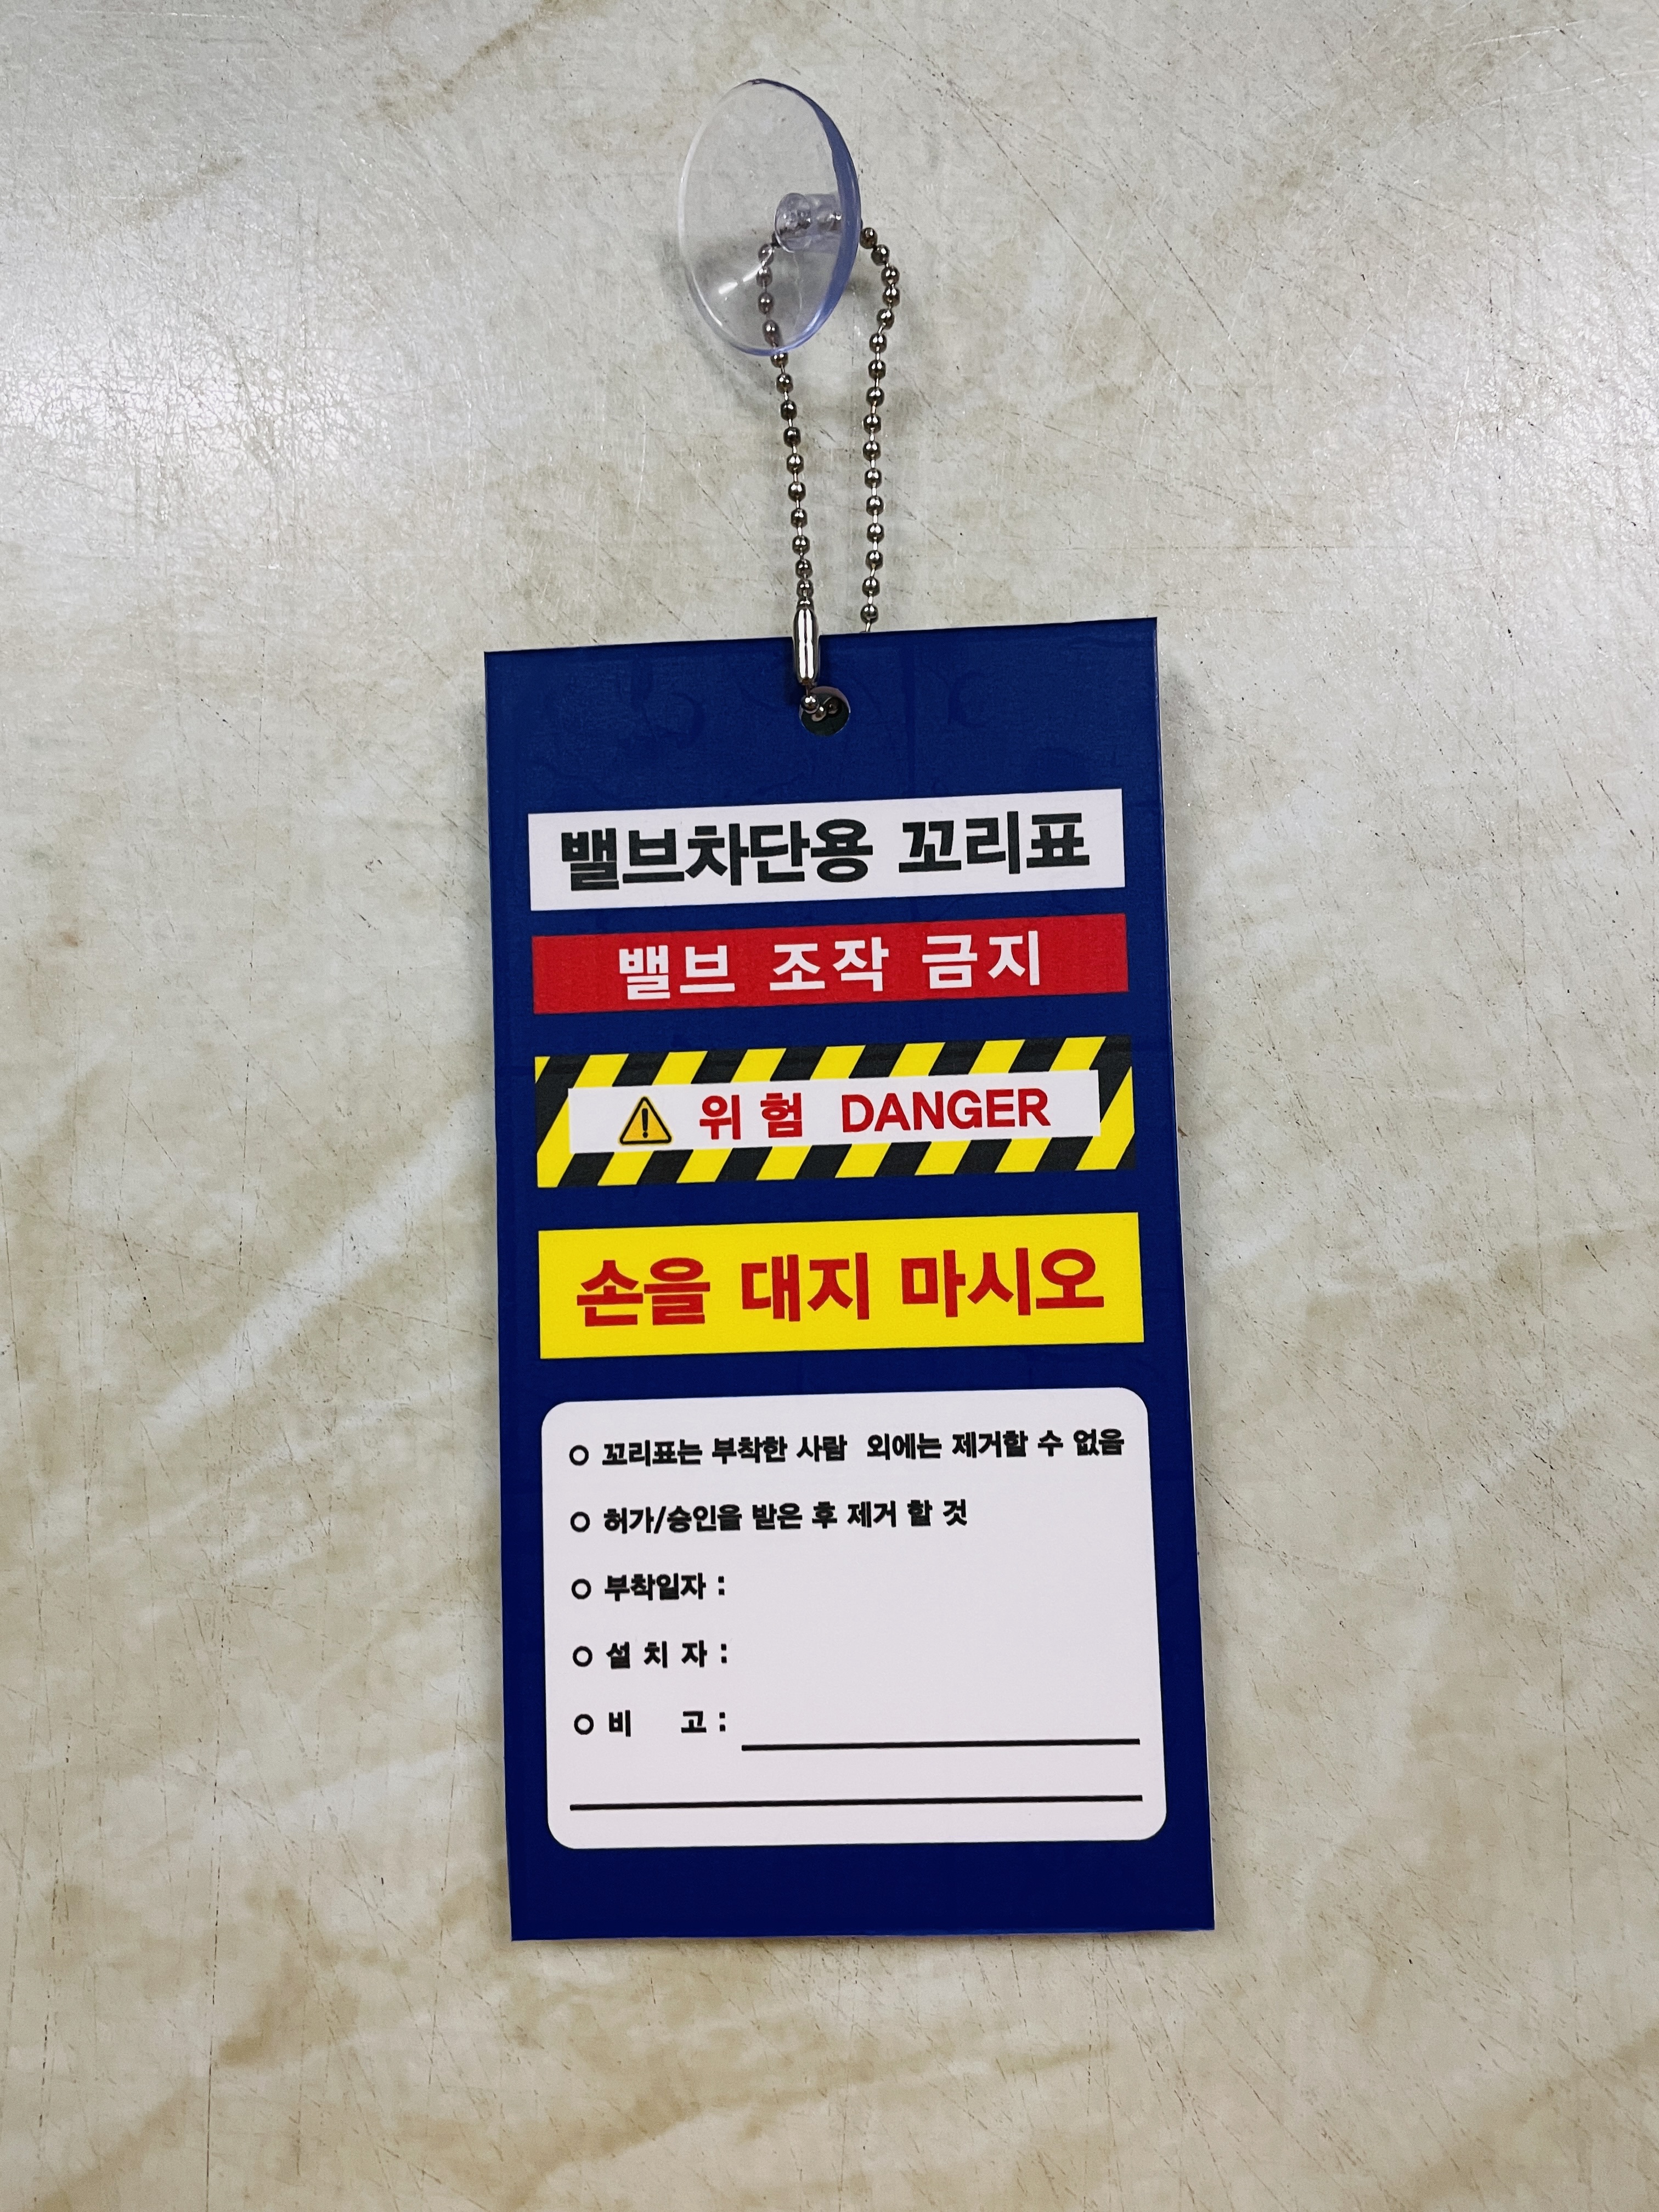 밸브차단용 꼬리표
밸브 조작 금지
위험 DANGER
손을 대지 마시오
ㅇ 꼬리표는 부착한 사람 외에는 제거할 수 없음
ㅇ 허가/승인을 받은 후 제거 할 것
ㅇ 부착일자 :
ㅇ 설 치 자 :
ㅇ 비 고 :